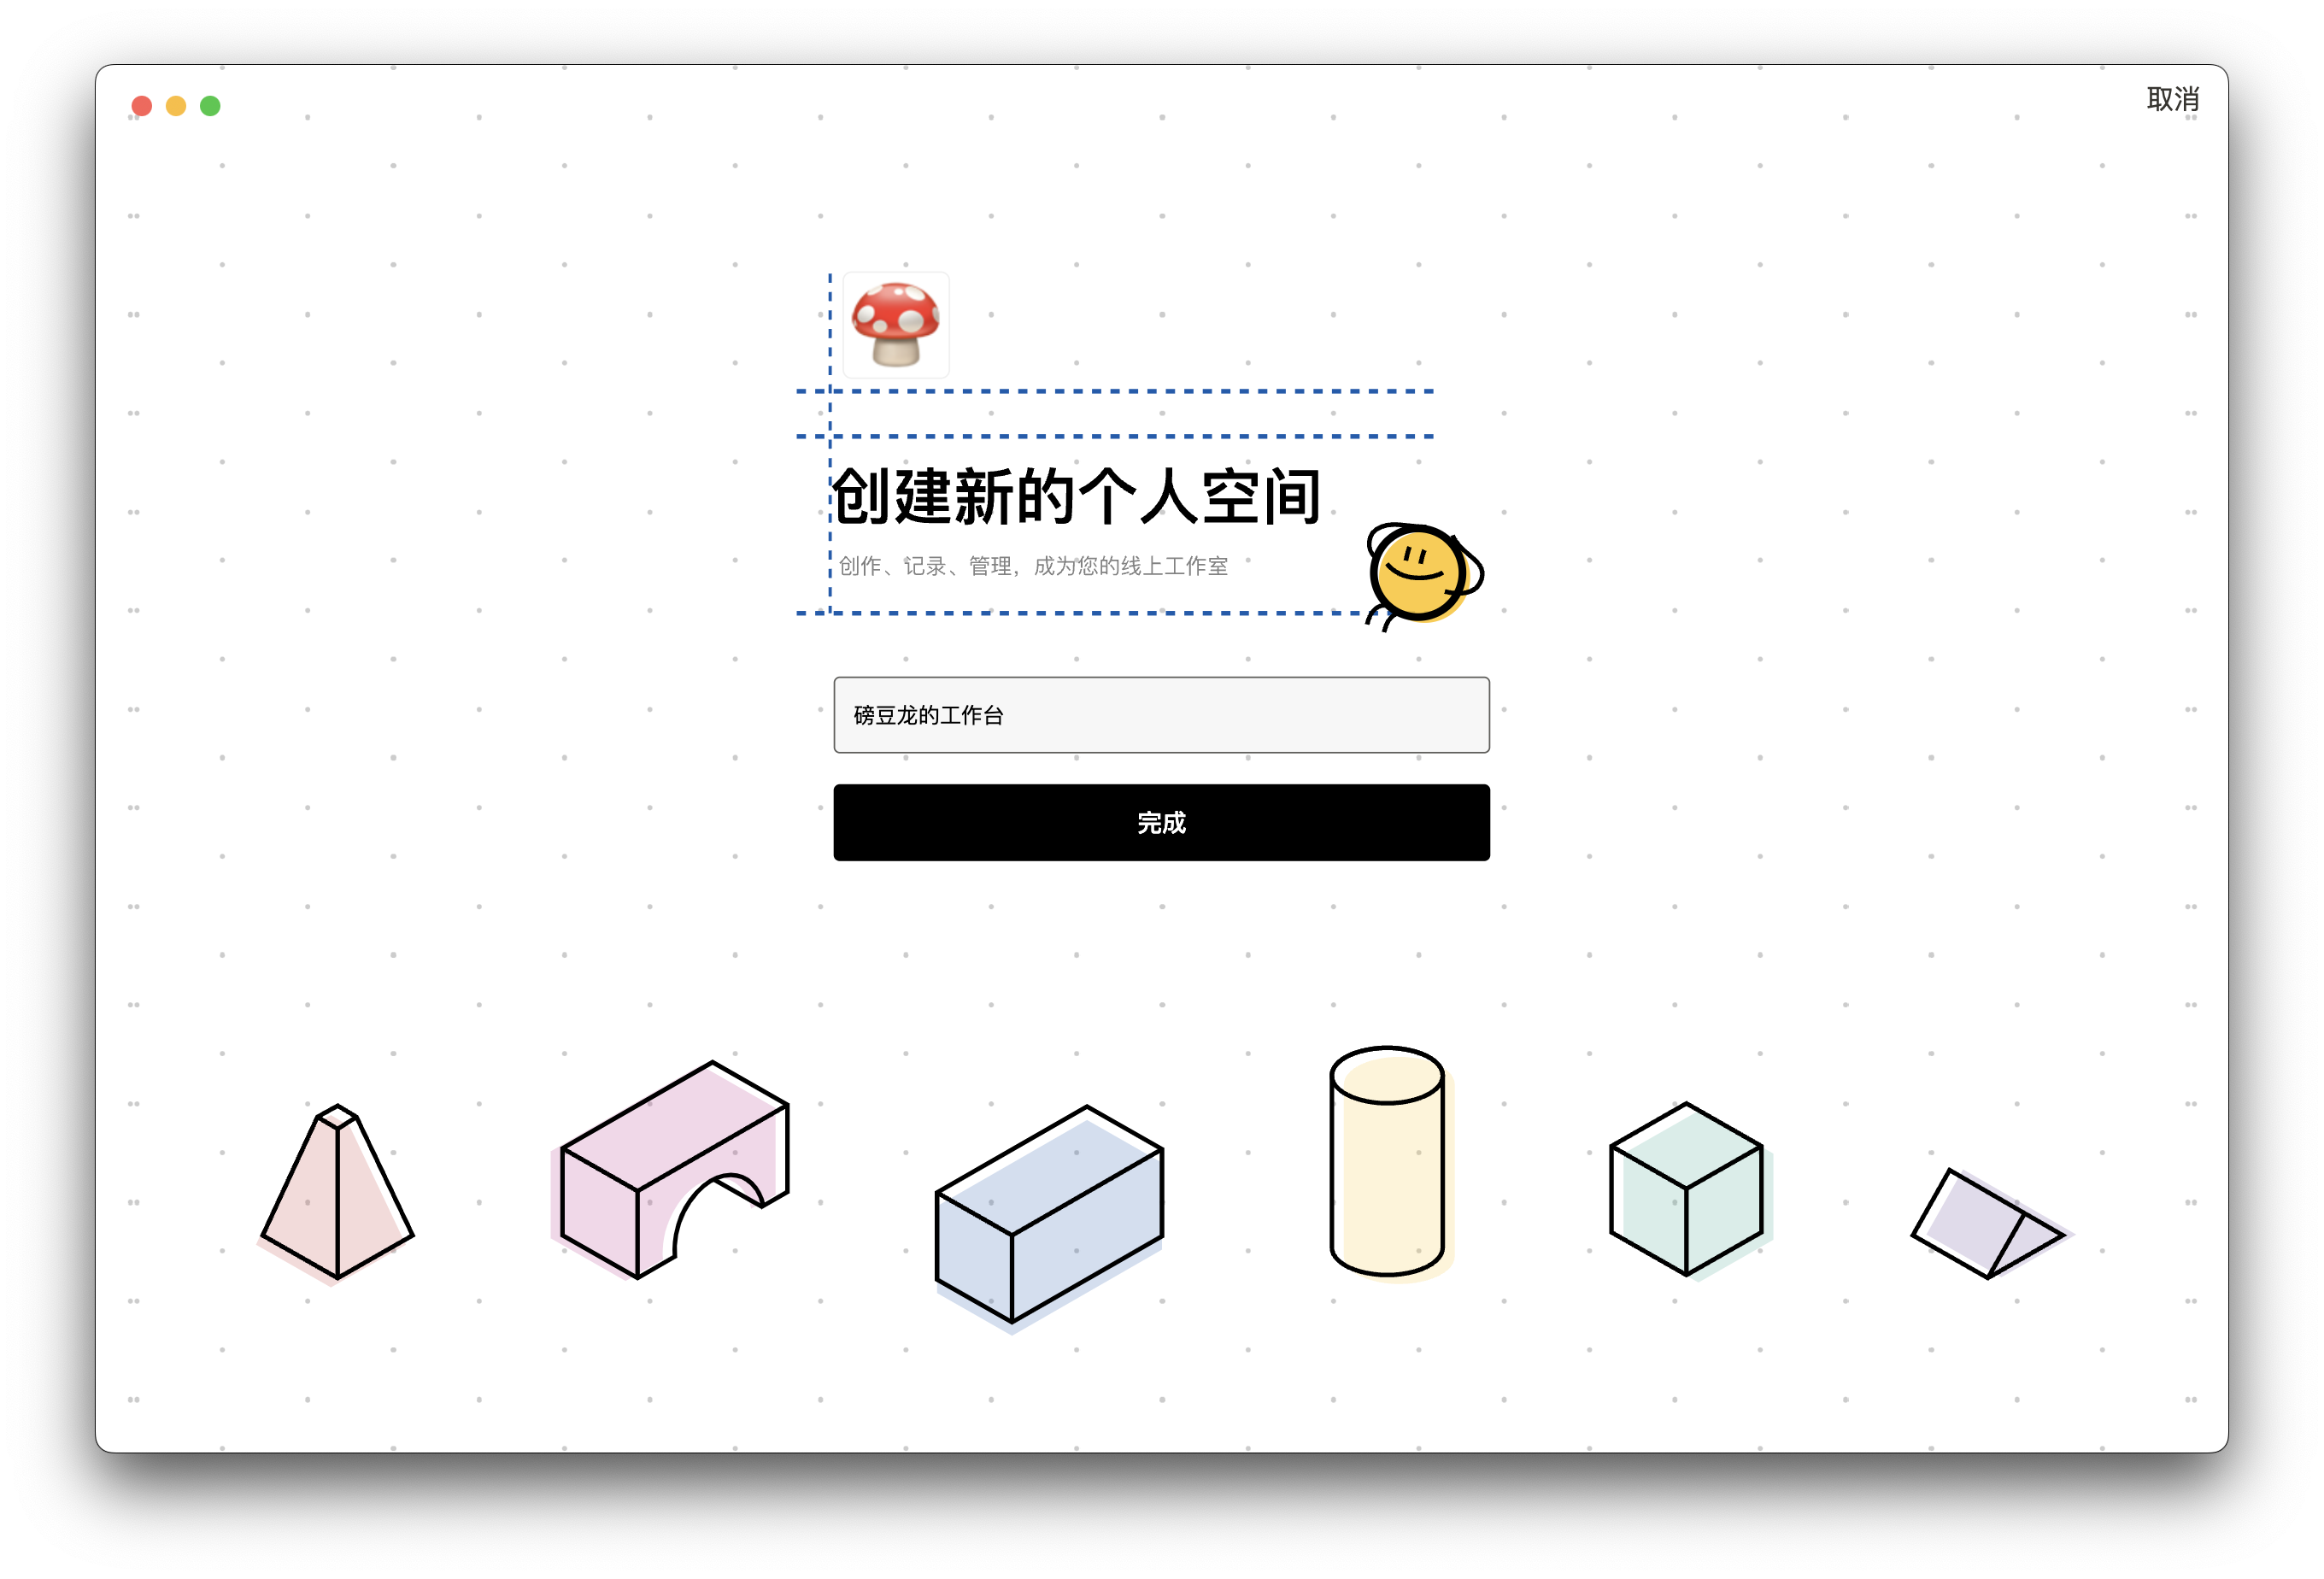 取消
创建新的个人空间
创作、记录、管理，成为您的线上工作室
磅豆龙的工作台
完成